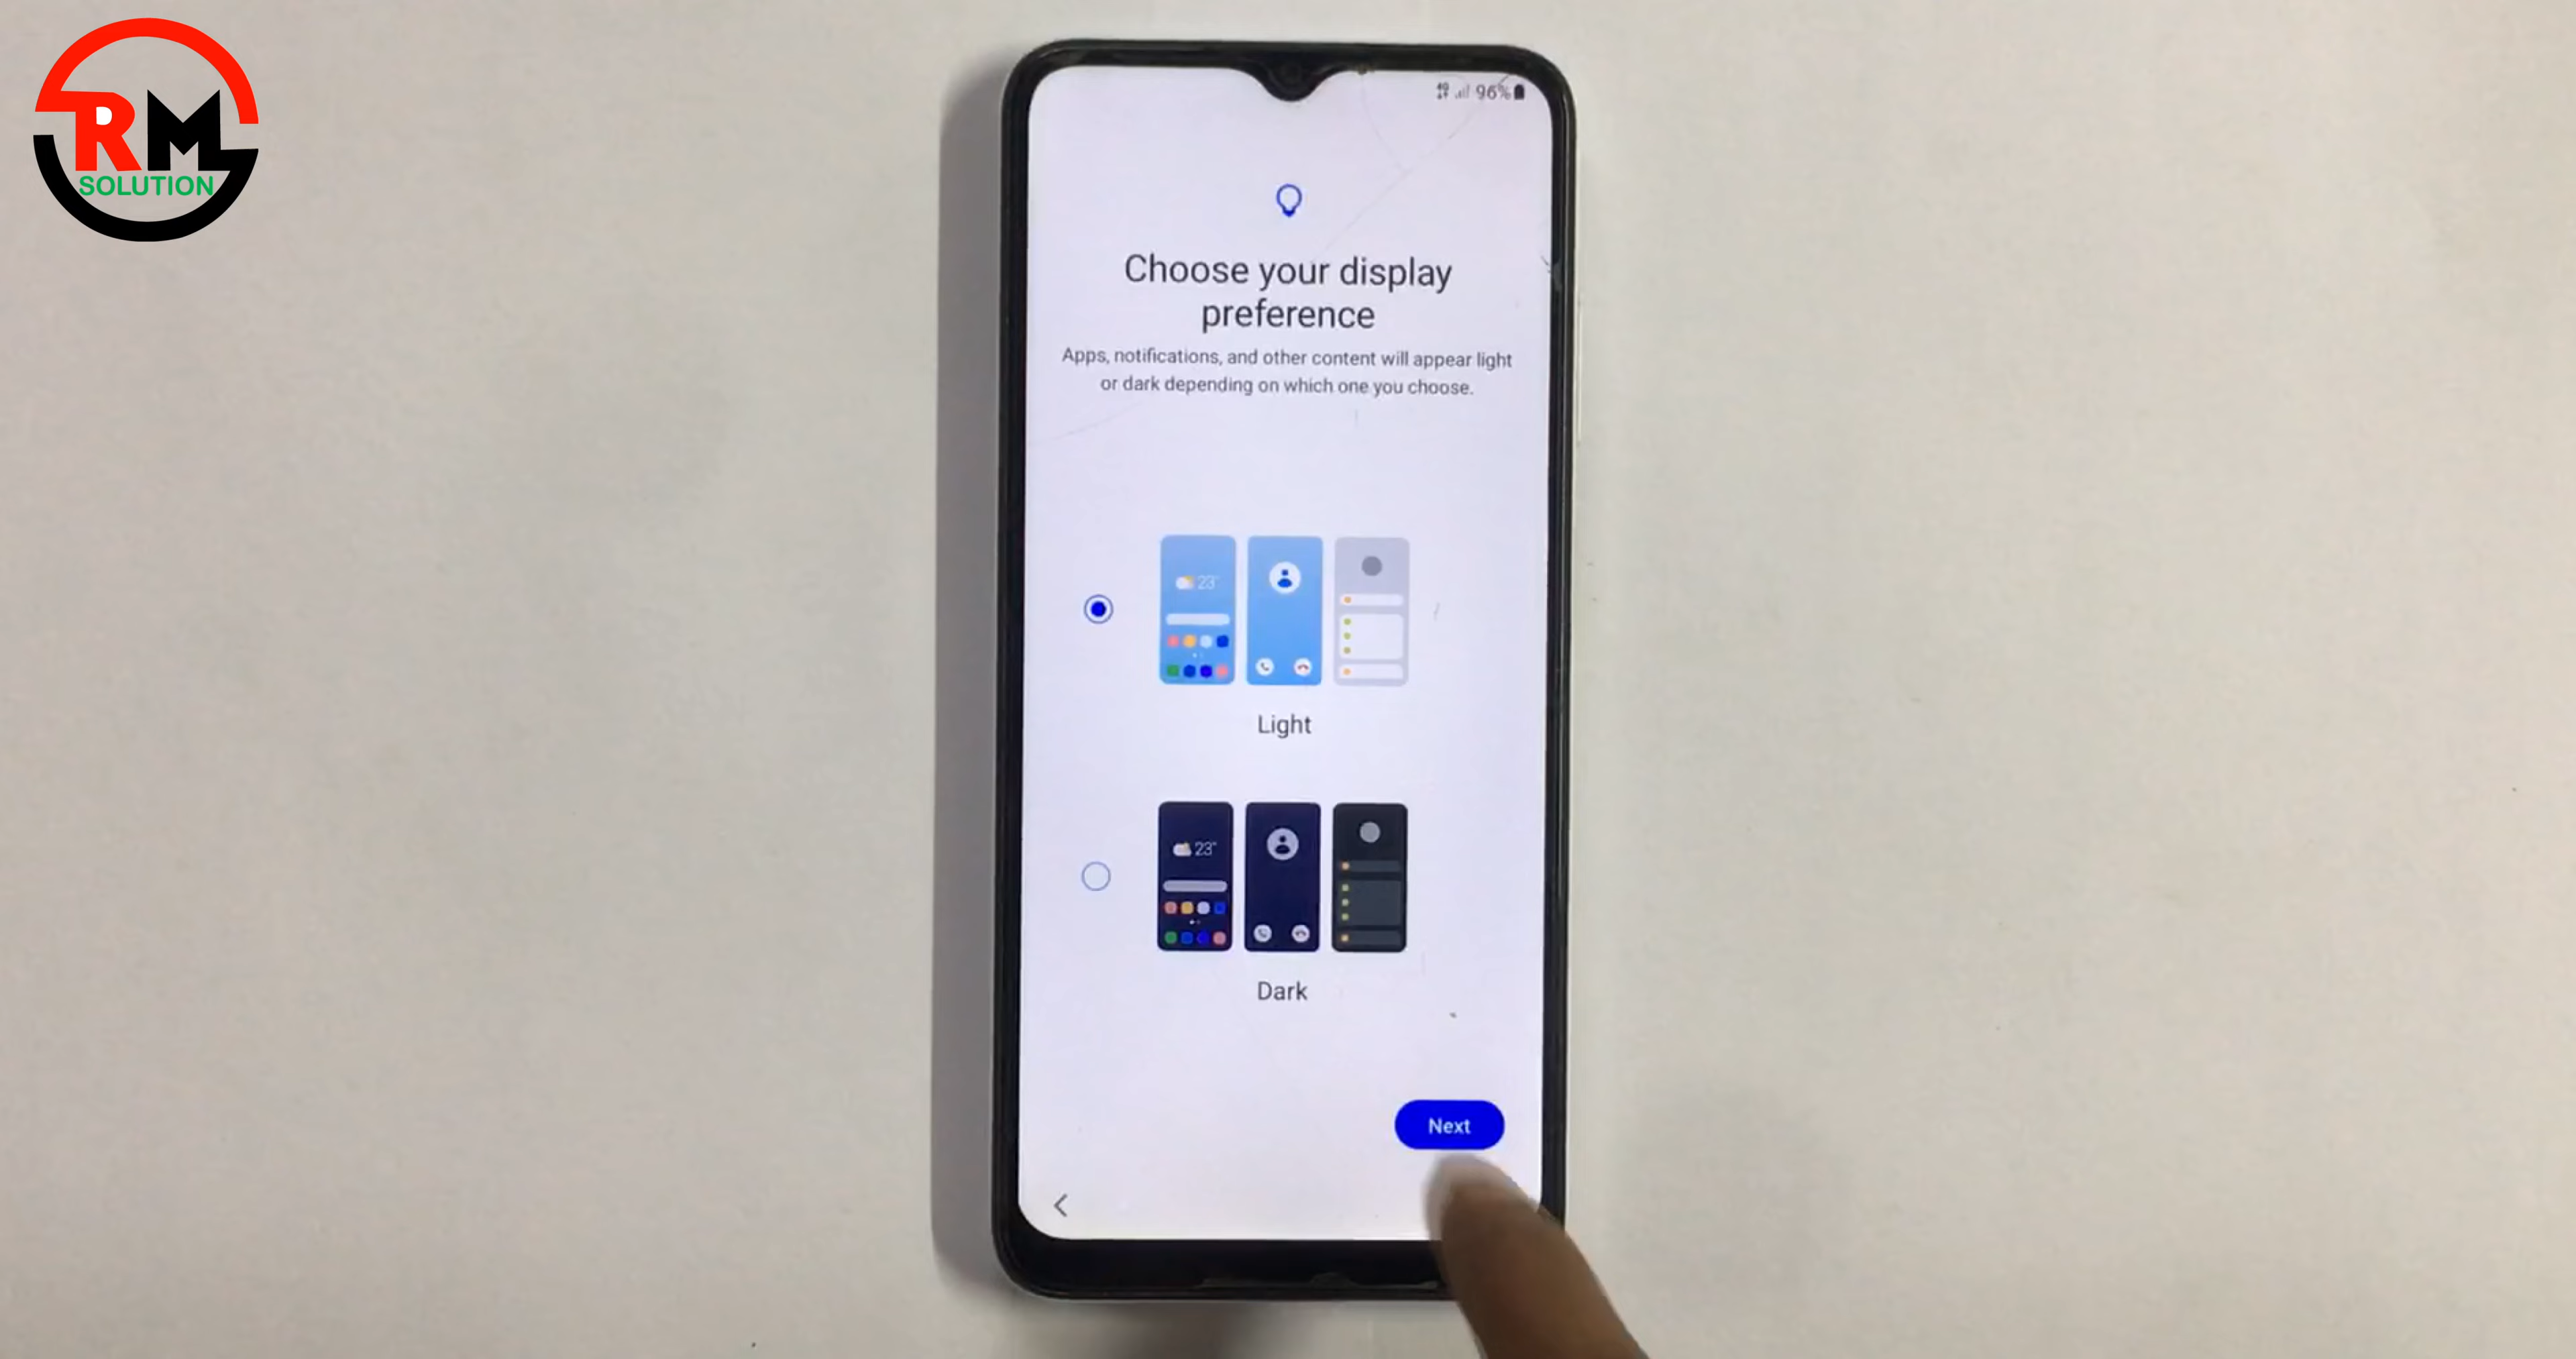 RM
SOLUTION
96%
Choose your display
preference
Apps, notifications, and other content will appear light
or dark depending on which one you choose.
23°
Light
23°
Dark
Next